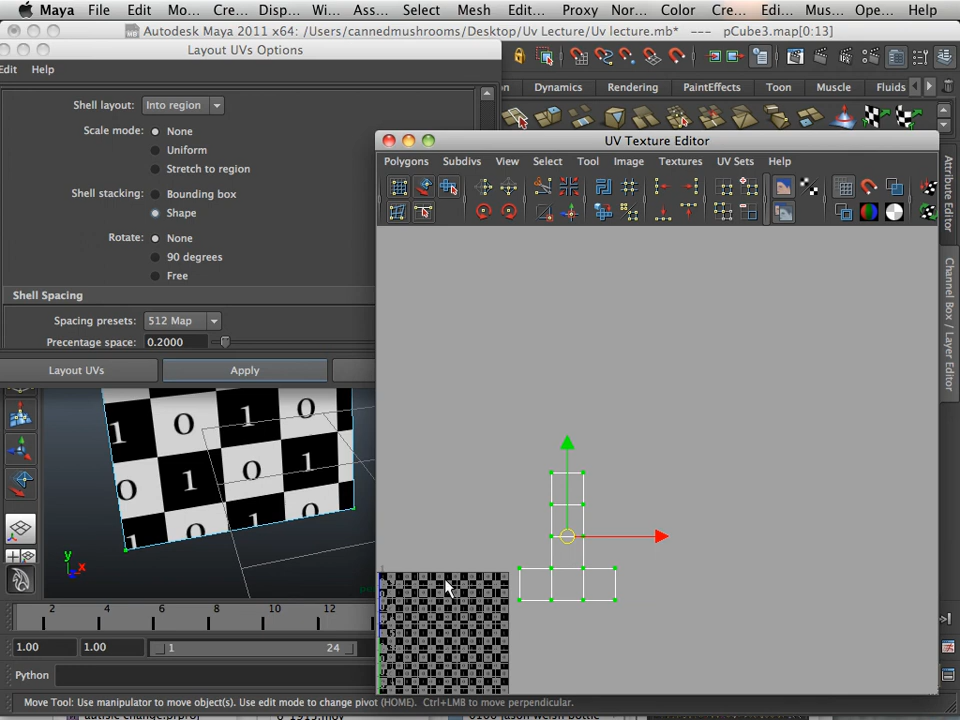 Maya File Edit Mo... Cre... Disp... Wi... Ass... Select Mesh Edit... Proxy Nor... Color Cre... Edi... Mus... Ope... Help
Autodesk Maya 2011 x64: /Users/cannedmushrooms/Desktop/Uv Lecture/Uv lecture.mb* --- pCube3.map[0:13]
Layout UVs Options
Edit Help
Dynamics Rendering PaintEffects Toon Muscle Fluids
Shell layout: Into region
Scale mode: None
Uniform
Stretch to region
Shell stacking: Bounding box
Shape
Rotate: None
90 degrees
Free
Shell Spacing
Spacing presets: 512 Map
Precentage space: 0.2000
Layout UVs Apply
UV Texture Editor
Polygons Subdivs View Select Tool Image Textures UV Sets Help
Attribute Editor
Channel Box / Layer Editor
1 0 1 0
0 1 0 1
1 0 1 0
y
x
2 4 6 8 10 12
1.00 1.00 1 24
Python
Move Tool: Use manipulator to move object(s). Use edit mode to change pivot (HOME). Ctrl+LMB to move perpendicular.